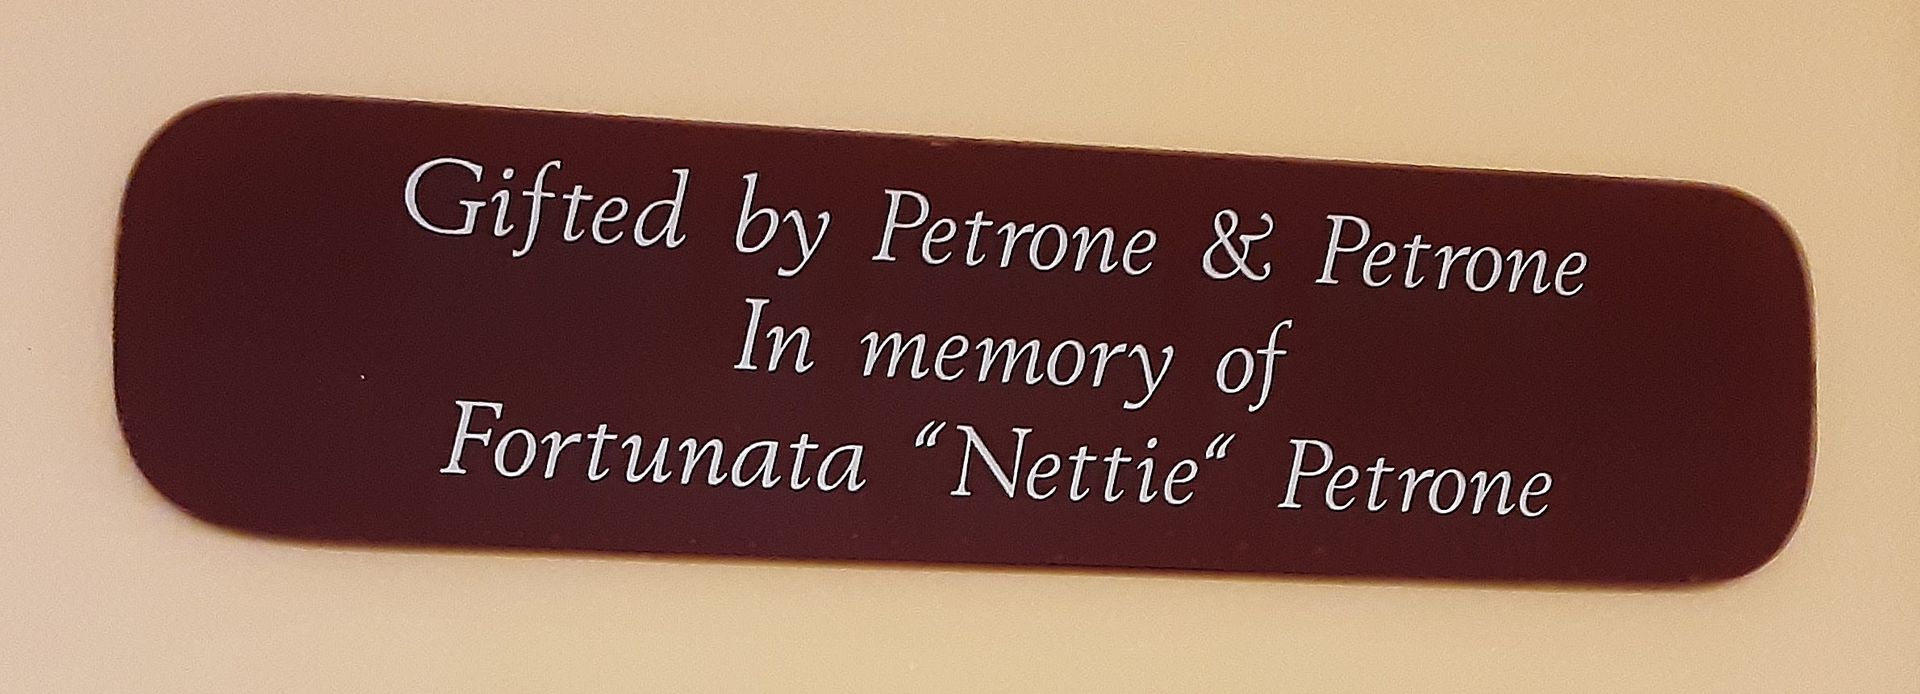 Gifted by Petrone & Petrone
In memory of
Fortunata “Nettie“ Petrone